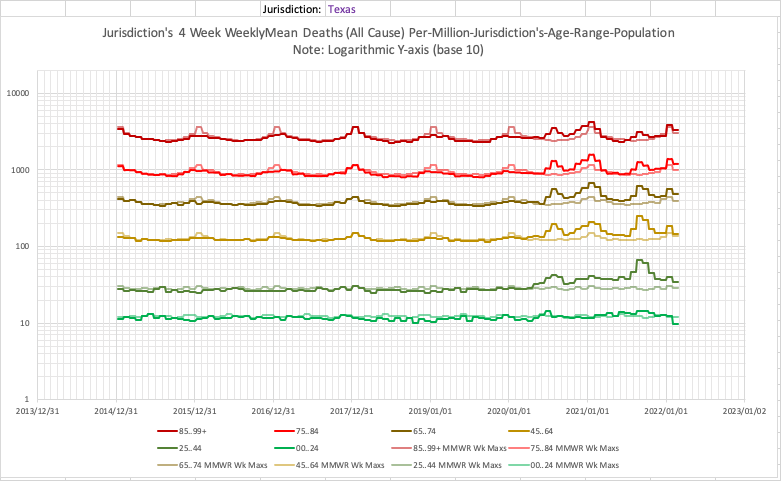 Jurisdiction: Texas
Jurisdiction's 4 Week WeeklyMean Deaths (All Cause) Per-Million-Jurisdiction's-Age-Range-Population
Note: Logarithmic Y-axis (base 10)
10000
1000
100
10
1
2013/12/31 2014/12/31 2015/12/31 2016/12/31 2017/12/31 2019/01/01 2020/01/01 2021/01/01 2022/01/01 2023/01/02
85..99+ 75..84 65..74 45..64
25..44 00..24 85..99+ MMWR Wk Maxs 75..84 MMWR Wk Maxs
65..74 MMWR Wk Maxs 45..64 MMWR Wk Maxs 25..44 MMWR Wk Maxs 00..24 MMWR Wk Maxs